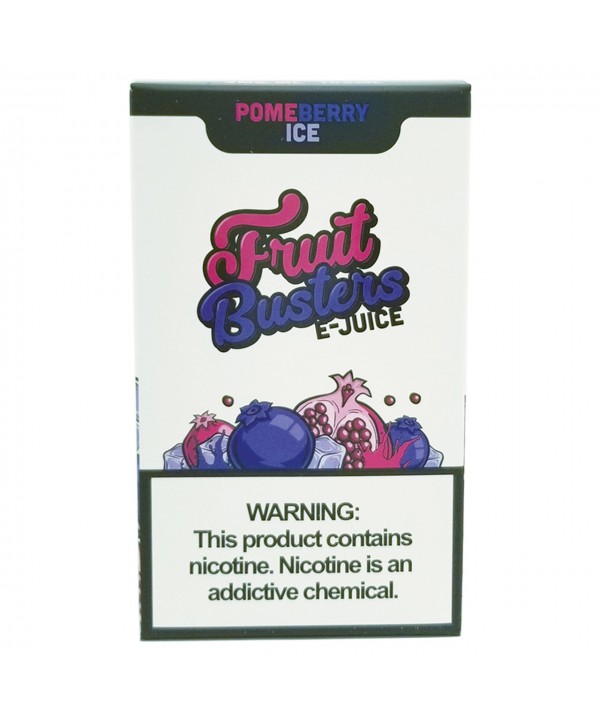 POMEBERRY
ICE
Fruit
Busters
E-JUICE
WARNING:
This product contains
nicotine. Nicotine is an
addictive chemical.